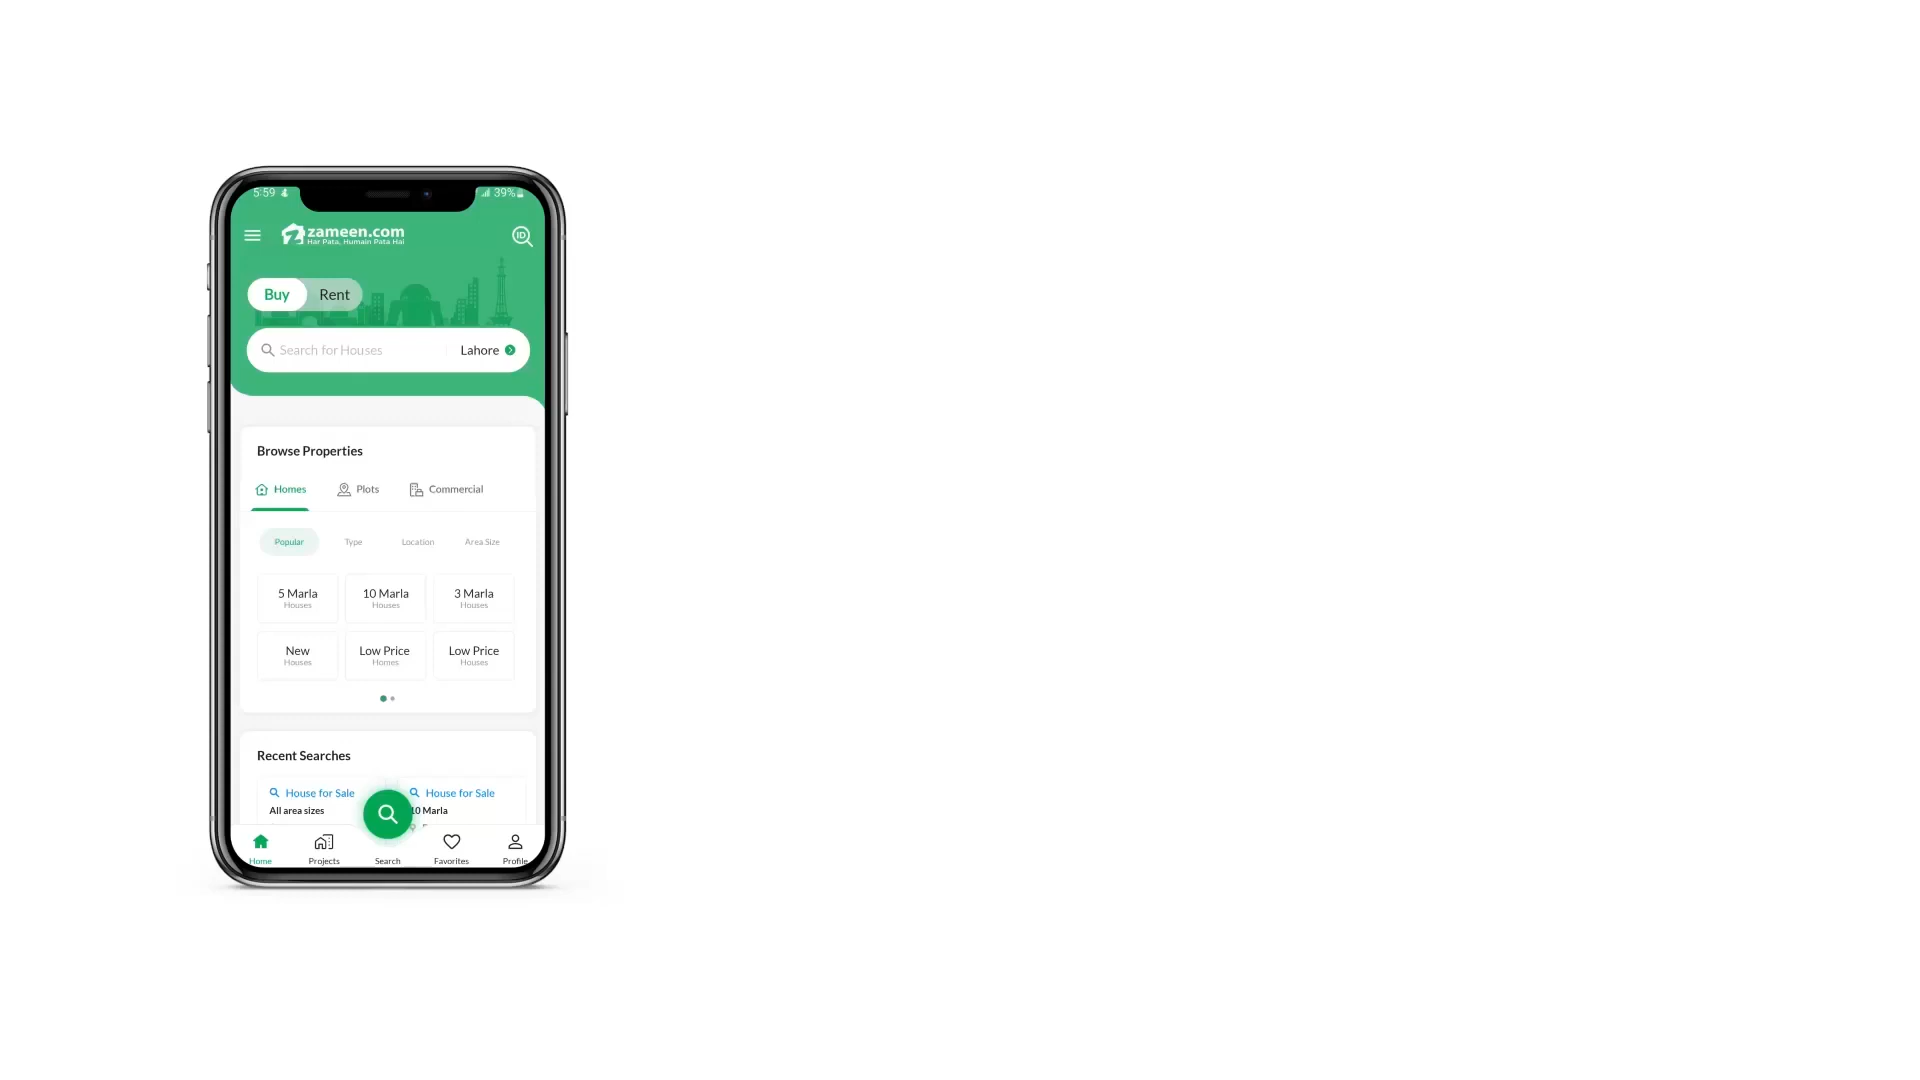 5:59
39%
zameen.com
Har Pata, Humain Pata Hai
ID
Buy
Rent
Search for Houses
Lahore
Browse Properties
Homes
Plots
Commercial
Popular
Type
Location
Area Size
5 Marla
Houses
10 Marla
Houses
3 Marla
Houses
New
Houses
Low Price
Homes
Low Price
Houses
Recent Searches
House for Sale
All area sizes
House for Sale
10 Marla
Home
Projects
Search
Favorites
Profile